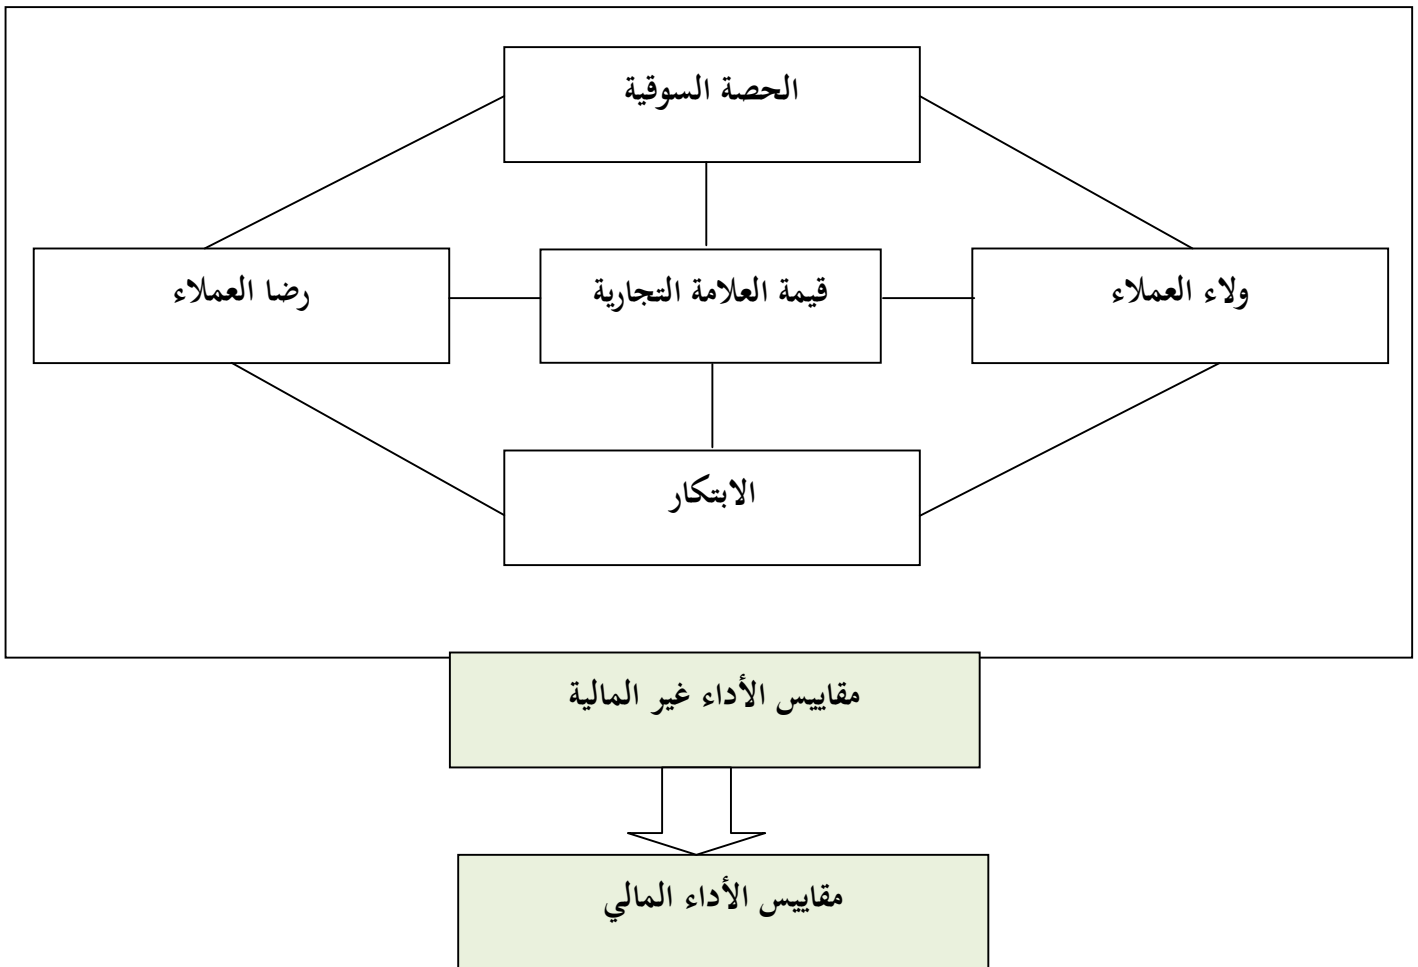 الحصة السوقية
ولاء العملاء
قيمة العلامة التجارية
رضا العملاء
الابتكار
مقاييس الأداء غير المالية
مقاييس الأداء المالي